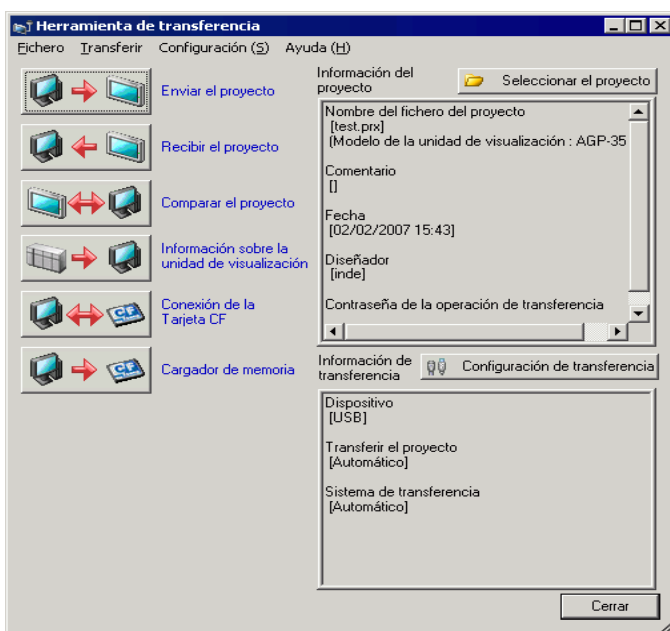 Herramienta de transferencia
Fichero Transferir Configuración (S) Ayuda (H)
Enviar el proyecto
Recibir el proyecto
Comparar el proyecto
Información sobre la
unidad de visualización
Conexión de la
Tarjeta CF
Cargador de memoria
Información del
proyecto
Seleccionar el proyecto
Nombre del fichero del proyecto
[test.prx]
(Modelo de la unidad de visualización : AGP-35
Comentario
[]
Fecha
[02/02/2007 15:43]
Diseñador
[inde]
Contraseña de la operación de transferencia
Información de
transferencia
Configuración de transferencia
Dispositivo
[USB]
Transferir el proyecto
[Automático]
Sistema de transferencia
[Automático]
Cerrar